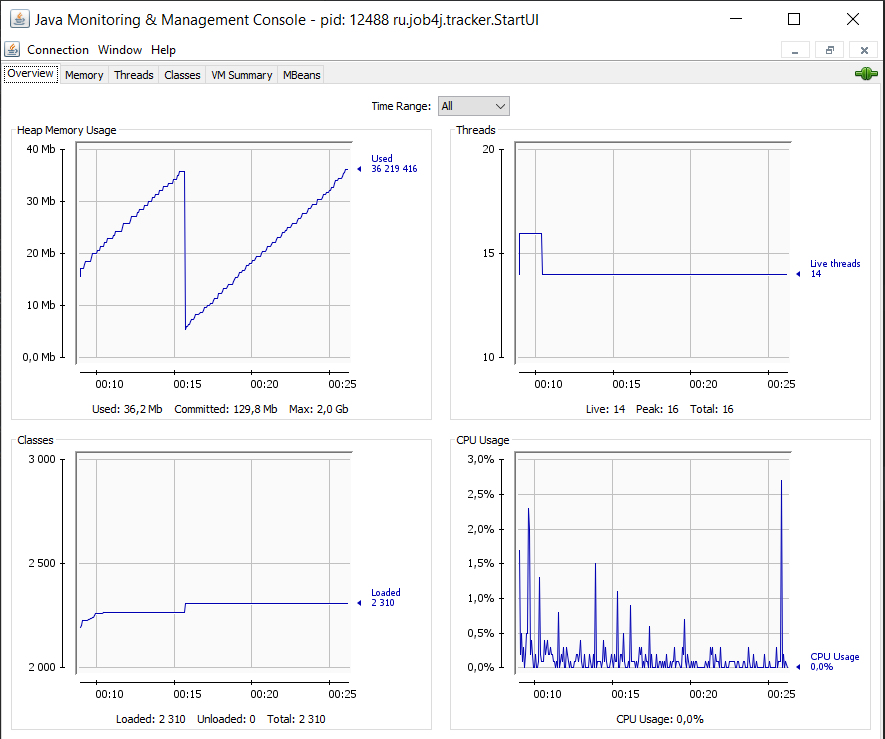 Java Monitoring & Management Console - pid: 12488 ru.job4j.tracker.StartUI
Connection Window Help
Overview Memory Threads Classes VM Summary MBeans
Time Range: All
Heap Memory Usage
40 Mb
30 Mb
20 Mb
10 Mb
0,0 Mb
Used
36 219 416
00:10 00:15 00:20 00:25
Used: 36,2 Mb Committed: 129,8 Mb Max: 2,0 Gb
Threads
20
15
10
Live threads
14
00:10 00:15 00:20 00:25
Live: 14 Peak: 16 Total: 16
Classes
3 000
2 500
2 000
Loaded
2 310
00:10 00:15 00:20 00:25
Loaded: 2 310 Unloaded: 0 Total: 2 310
CPU Usage
3,0%
2,5%
2,0%
1,5%
1,0%
0,5%
0,0%
CPU Usage
0,0%
00:10 00:15 00:20 00:25
CPU Usage: 0,0%